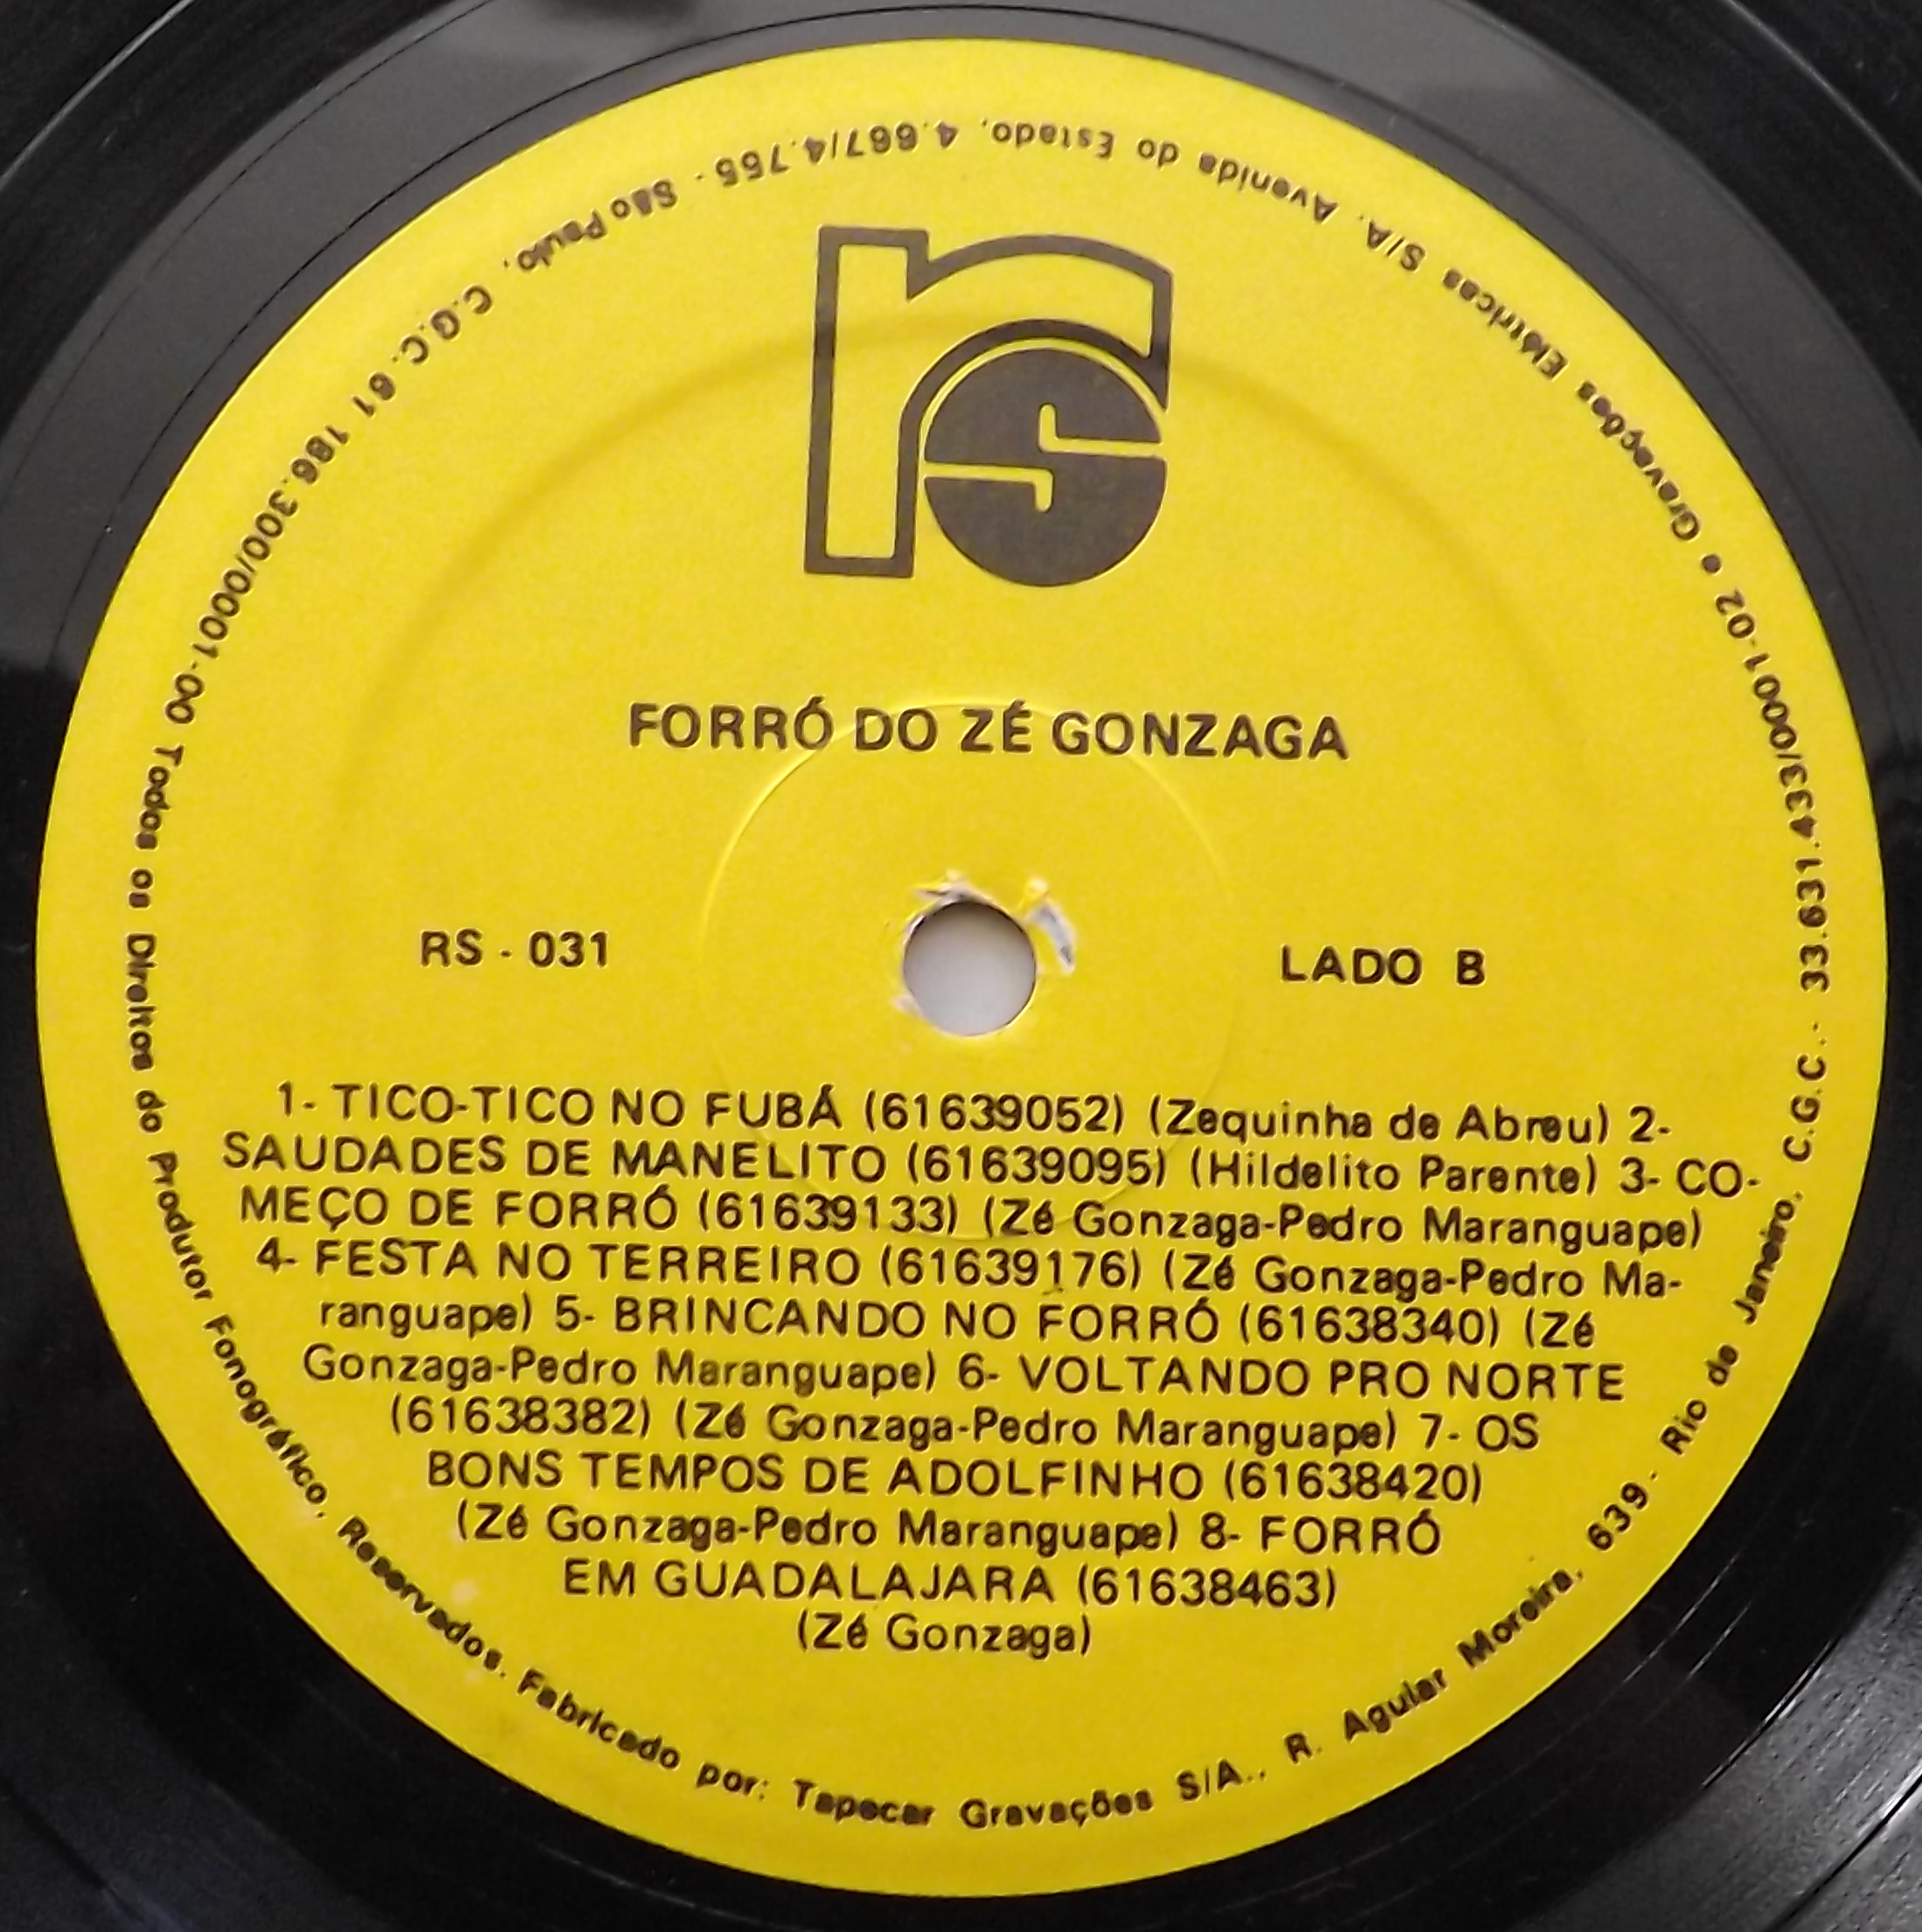 rs
FORRÓ DO ZÉ GONZAGA
RS - 031
LADO B
1- TICO-TICO NO FUBÁ (61639052) (Zequinha de Abreu) 2-
SAUDADES DE MANELITO (61639095) (Hildelito Parente) 3- CO-
MEÇO DE FORRÓ (61639133) (Zé Gonzaga-Pedro Maranguape)
4- FESTA NO TERREIRO (61639176) (Zé Gonzaga-Pedro Ma-
ranguape) 5- BRINCANDO NO FORRÓ (61638340) (Zé
Gonzaga-Pedro Maranguape) 6- VOLTANDO PRO NORTE
(61638382) (Zé Gonzaga-Pedro Maranguape) 7- OS
BONS TEMPOS DE ADOLFINHO (61638420)
(Zé Gonzaga-Pedro Maranguape) 8- FORRÓ
EM GUADALAJARA (61638463)
(Zé Gonzaga)
Todos os Direitos do Produtor Fonográfico, Reservados. Fabricado por: Tapecar Gravações S/A., R. Aguiar Moreira, 639 - Rio de Janeiro, C.G.C. - 33.631.433/0001-02 e Gravações Elétricas S/A. Avenida do Estado, 4.667/4.755 - São Paulo, C.G.C. 61 186.300/0001-00